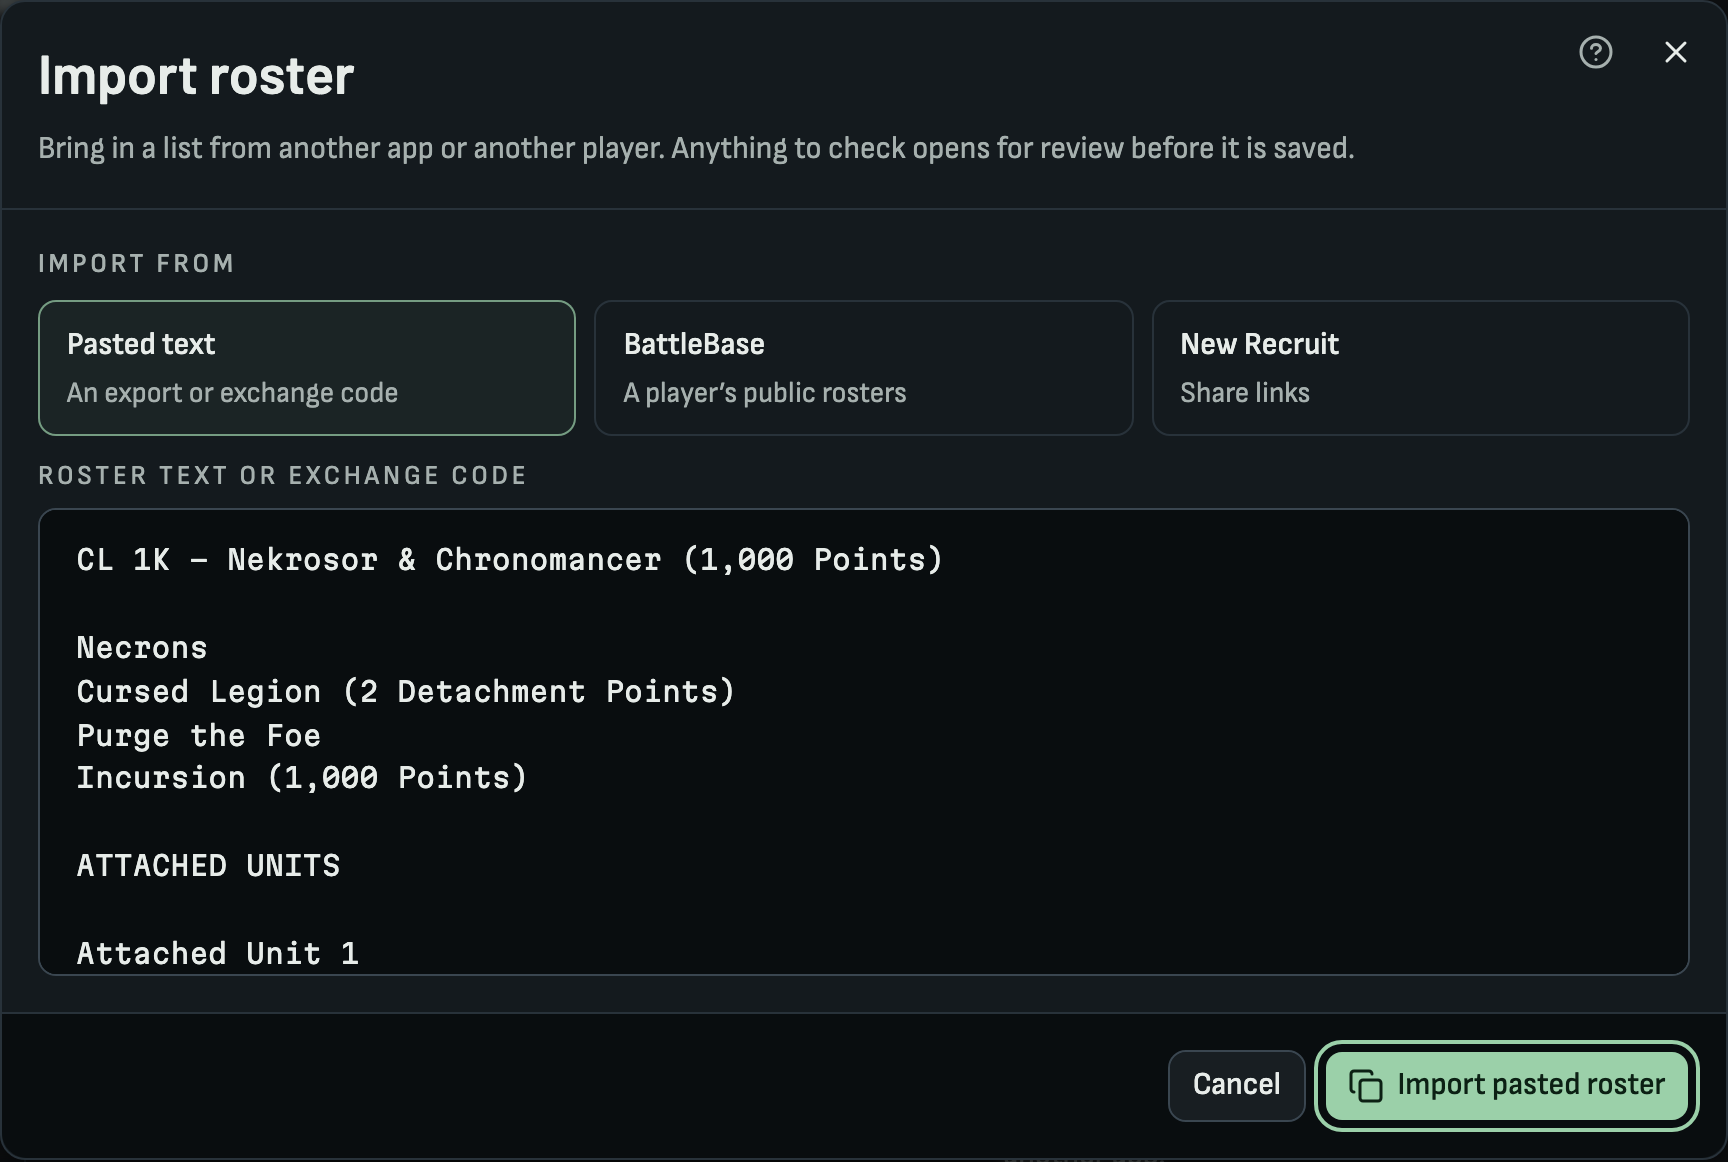 Import roster
Bring in a list from another app or another player. Anything to check opens for review before it is saved.
IMPORT FROM
Pasted text
An export or exchange code
BattleBase
A player’s public rosters
New Recruit
Share links
ROSTER TEXT OR EXCHANGE CODE
CL 1K – Nekrosor & Chronomancer (1,000 Points)
Necrons
Cursed Legion (2 Detachment Points)
Purge the Foe
Incursion (1,000 Points)
ATTACHED UNITS
Attached Unit 1
Cancel
Import pasted roster